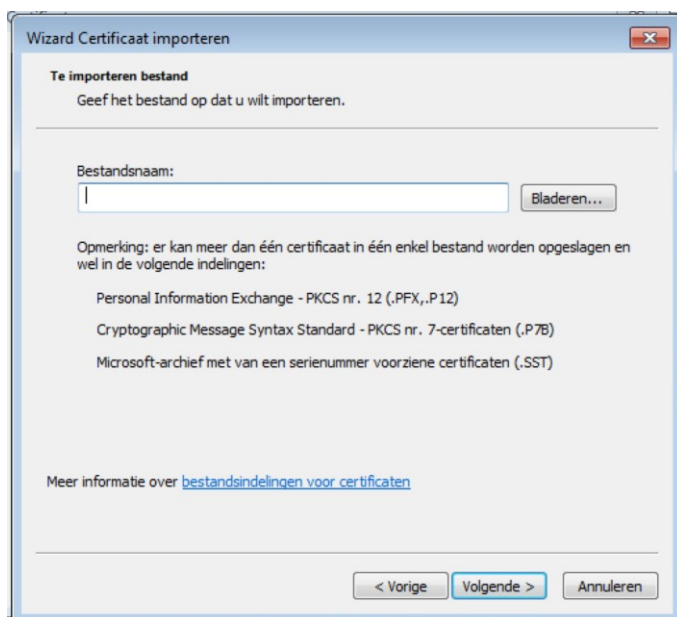 Wizard Certificaat importeren
Te importeren bestand
Geef het bestand op dat u wilt importeren.
Bestandsnaam:
Bladeren...
Opmerking: er kan meer dan één certificaat in één enkel bestand worden opgeslagen en
wel in de volgende indelingen:
Personal Information Exchange - PKCS nr. 12 (.PFX,.P12)
Cryptographic Message Syntax Standard - PKCS nr. 7-certificaten (.P7B)
Microsoft-archief met van een serienummer voorziene certificaten (.SST)
Meer informatie over bestandsindelingen voor certificaten
< Vorige Volgende > Annuleren